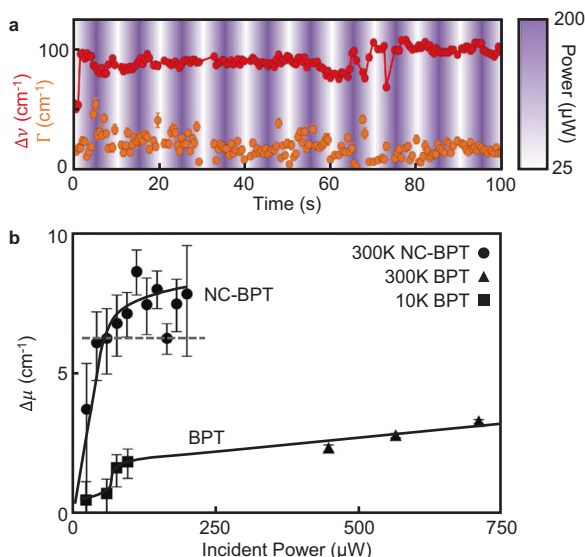 a
100
0
Δν (cm⁻¹)
Γ (cm⁻¹)
0 20 40 60 80 100
Time (s)
200
Power (µW)
25
b
300K NC-BPT
300K BPT
10K BPT
NC-BPT
BPT
10
5
0
Δµ (cm⁻¹)
0 250 500 750
Incident Power (µW)